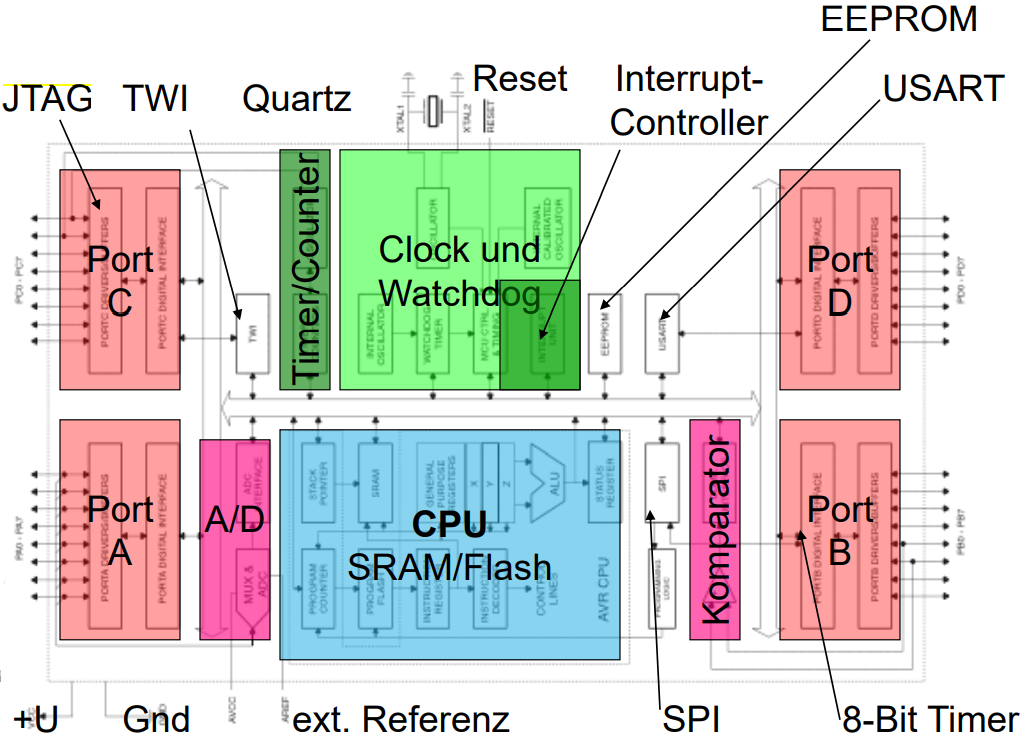 EEPROM
JTAG TWI Quartz Reset Interrupt-
Controller USART
XTAL1
XTAL2
RESET
Port
C
PORTC DRIVERS/BUFFERS
PORTC DIGITAL INTERFACE
PC0 - PC7
TWI
Timer/Counter
Clock und
Watchdog
OSCILLATOR
INTERNAL
CALIBRATED
OSCILLATOR
INTERNAL
OSCILLATOR
WATCHDOG
TIMER
MCU CTRL
& TIMING
INTERRUPT
UNIT
EEPROM
USART
Port
D
PORTD DIGITAL INTERFACE
PORTD DRIVERS/BUFFERS
PD0 - PD7
Port
A
PORTA DRIVERS/BUFFERS
PORTA DIGITAL INTERFACE
PA0 - PA7
A/D
ADC
INTERFACE
MUX &
ADC
CPU
SRAM/Flash
STACK
POINTER
SRAM
GENERAL
PURPOSE
REGISTERS
X
Y
Z
ALU
STATUS
REGISTER
PROGRAM
COUNTER
PROGRAM
FLASH
INSTRUCTION
REGISTER
INSTRUCTION
DECODER
CONTROL
LINES
AVR CPU
SPI
PROGRAMMING
LOGIC
Komparator
Port
B
PORTB DIGITAL INTERFACE
PORTB DRIVERS/BUFFERS
PB0 - PB7
VCC
GND
AVCC
AREF
+U Gnd ext. Referenz SPI 8-Bit Timer